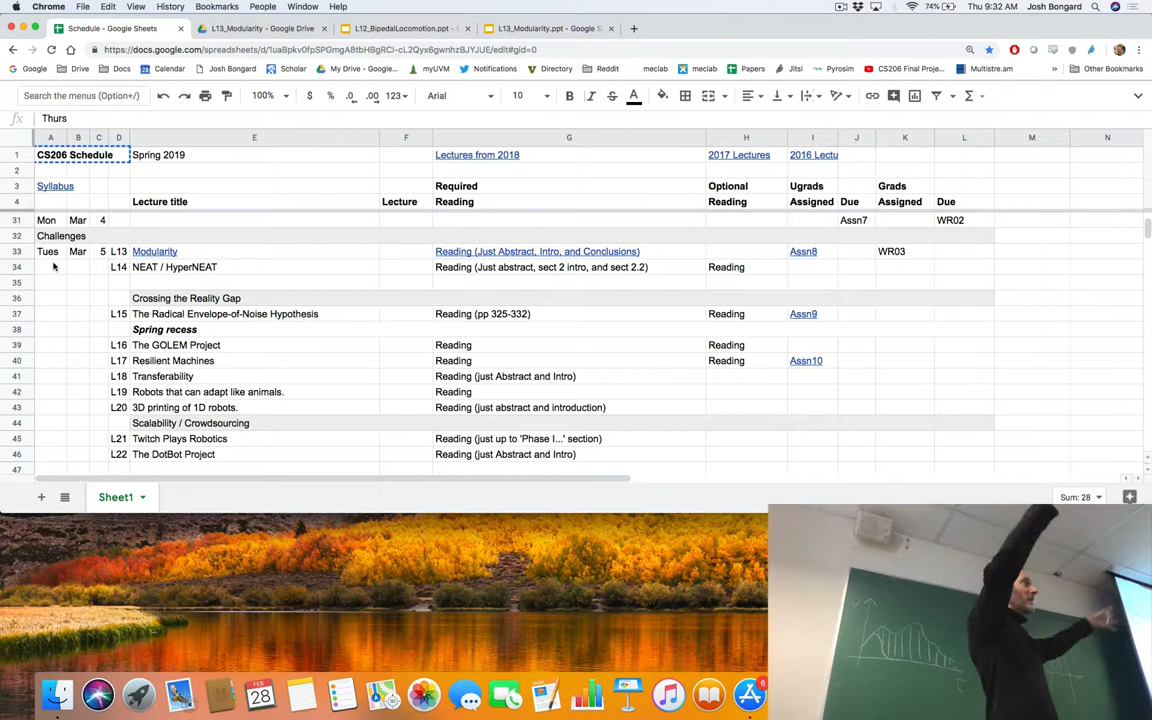 Chrome File Edit View History Bookmarks People Window Help 74% Thu 9:32 AM Josh Bongard
Schedule - Google Sheets L13_Modularity - Google Drive L12_BipedalLocomotion.ppt - G L13_Modularity.ppt - Google S
https://docs.google.com/spreadsheets/d/1uaBpkv0fpSPGmgA8tbHBgRCl-cL2Qyx6gwnhzBJYJUE/edit#gid=0
Google Drive Docs Calendar Josh Bongard Scholar My Drive - Google... myUVM Notifications Directory Reddit meclab meclab Papers Jitsi Pyrosim CS206 Final Proje... Multistre.am » Other Bookmarks
Search the menus (Option+/) 100% $ % .0 .00 123 Arial 10 B I S A
fx Thurs
A B C D E F G H I J K L M N
1 CS206 Schedule Spring 2019 Lectures from 2018 2017 Lectures 2016 Lectu
2
3 Syllabus Required Optional Ugrads Grads
4 Lecture title Lecture Reading Reading Assigned Due Assigned Due
31 Mon Mar 4 Assn7 WR02
32 Challenges
33 Tues Mar 5 L13 Modularity Reading (Just Abstract, Intro, and Conclusions) Assn8 WR03
34 L14 NEAT / HyperNEAT Reading (Just abstract, sect 2 intro, and sect 2.2) Reading
35
36 Crossing the Reality Gap
37 L15 The Radical Envelope-of-Noise Hypothesis Reading (pp 325-332) Reading Assn9
38 Spring recess
39 L16 The GOLEM Project Reading Reading
40 L17 Resilient Machines Reading Reading Assn10
41 L18 Transferability Reading (just Abstract and Intro)
42 L19 Robots that can adapt like animals. Reading
43 L20 3D printing of 1D robots. Reading (just abstract and introduction)
44 Scalability / Crowdsourcing
45 L21 Twitch Plays Robotics Reading (just up to 'Phase I...' section)
46 L22 The DotBot Project Reading (just Abstract and Intro)
47
Sheet1 Sum: 28
FEB
28
6